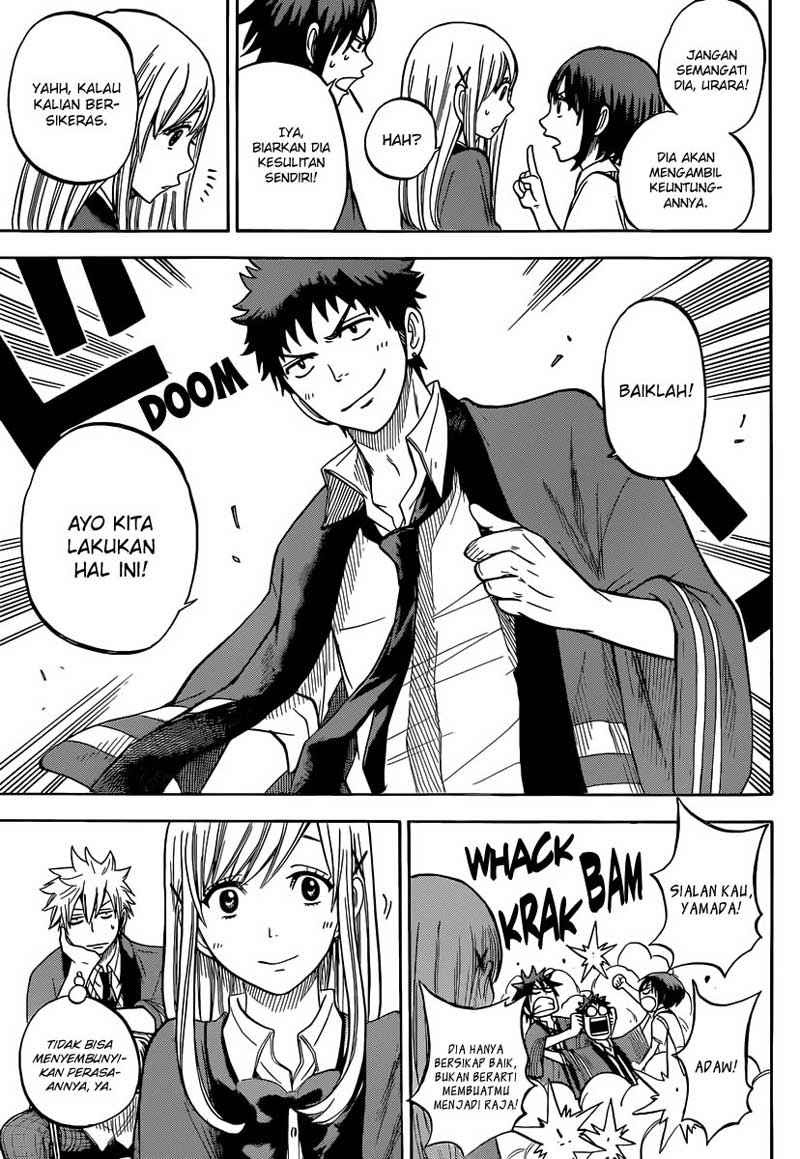 JANGAN
SEMANGATI
DIA, URARA!
DIA AKAN
MENGAMBIL
KEUNTUNG-
ANNYA.
HAH?
IYA,
BIARKAN DIA
KESULITAN
SENDIRI!
YAHH, KALAU
KALIAN BER-
SIKERAS.
BAIKLAH!
DOOM
AYO KITA
LAKUKAN
HAL INI!
SIALAN KAU,
YAMADA!
WHACK
KRAK
BAM
ADAW!
DIA HANYA
BERSIKAP BAIK,
BUKAN BERARTI
MEMBUATMU
MENJADI RAJA!
TIDAK BISA
MENYEMBUNYI-
KAN PERASA-
ANNYA, YA.